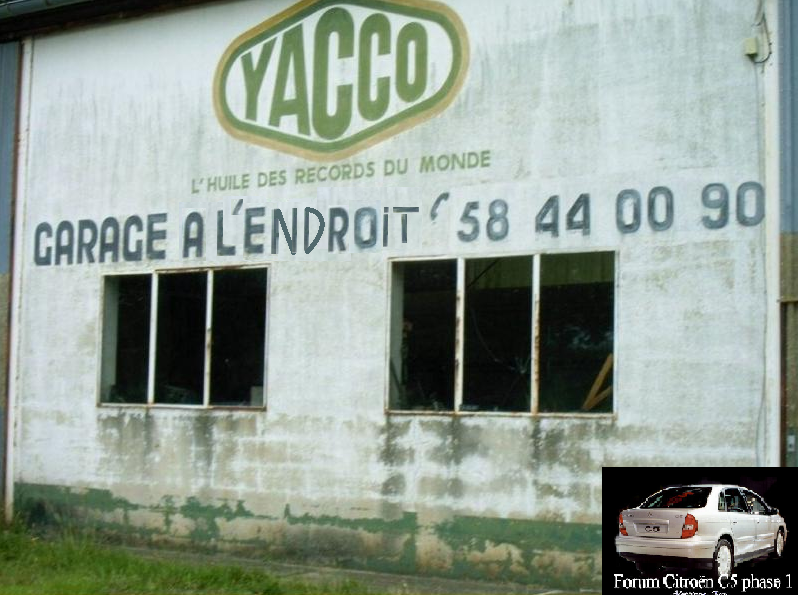 YACCO
L'HUILE DES RECORDS DU MONDE
GARAGE A L'ENDROIT 58 44 00 90
Forum Citroën C5 phase 1